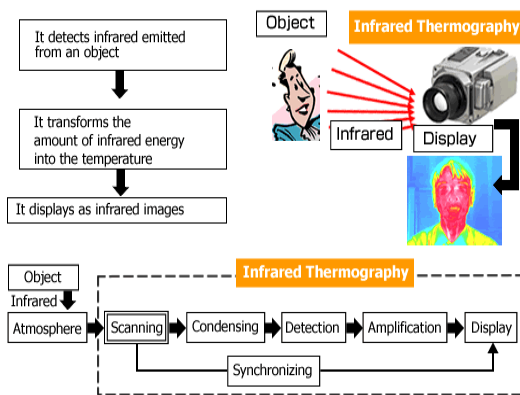 It detects infrared emitted
from an object
It transforms the
amount of infrared energy
into the temperature
It displays as infrared images
Object
Infrared Thermography
Infrared
Display
Infrared Thermography
Object
Infrared
Atmosphere
Scanning
Condensing
Detection
Amplification
Display
Synchronizing